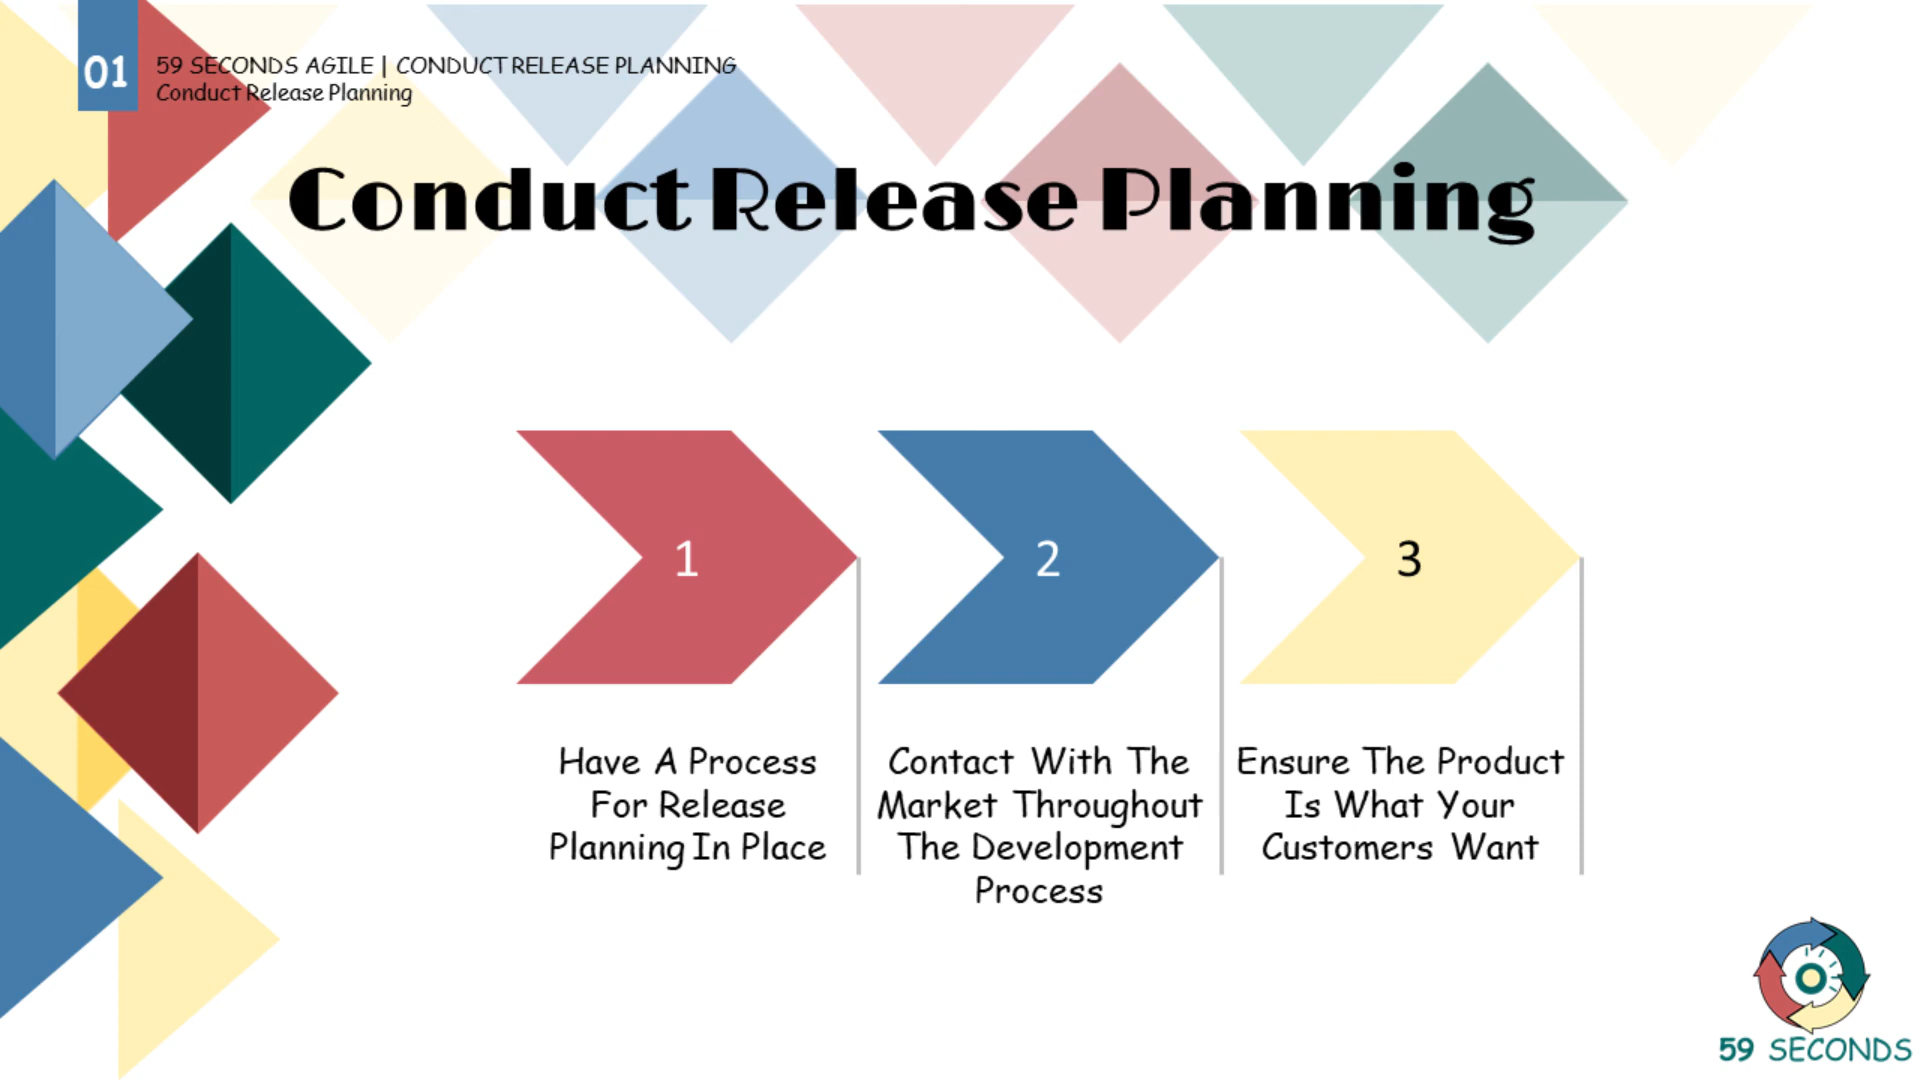 01
59 SECONDS AGILE | CONDUCT RELEASE PLANNING
Conduct Release Planning
Conduct Release Planning
1
2
3
Have A Process
For Release
Planning In Place
Contact With The
Market Throughout
The Development
Process
Ensure The Product
Is What Your
Customers Want
59 SECONDS